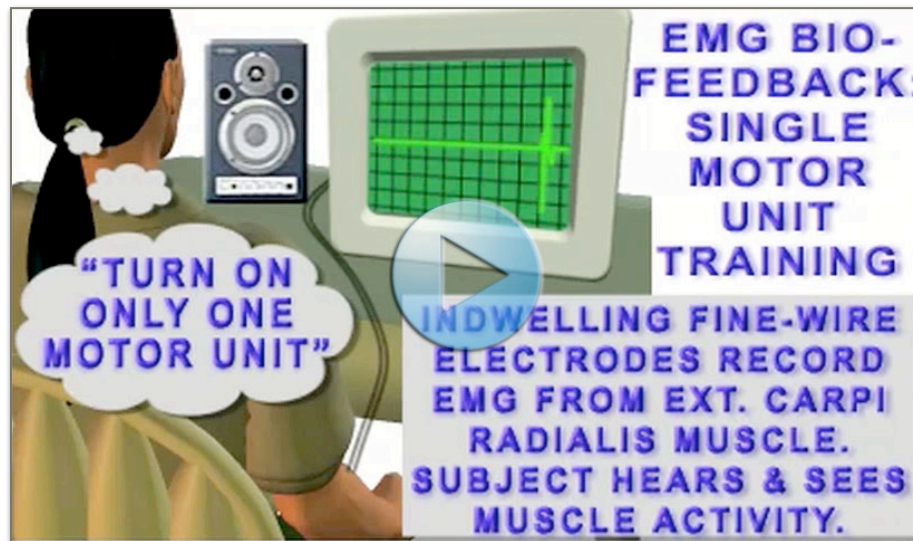 EMG BIO-
FEEDBACK:
SINGLE
MOTOR
UNIT
TRAINING
"TURN ON
ONLY ONE
MOTOR UNIT"
INDWELLING FINE-WIRE
ELECTRODES RECORD
EMG FROM EXT. CARPI
RADIALIS MUSCLE.
SUBJECT HEARS & SEES
MUSCLE ACTIVITY.